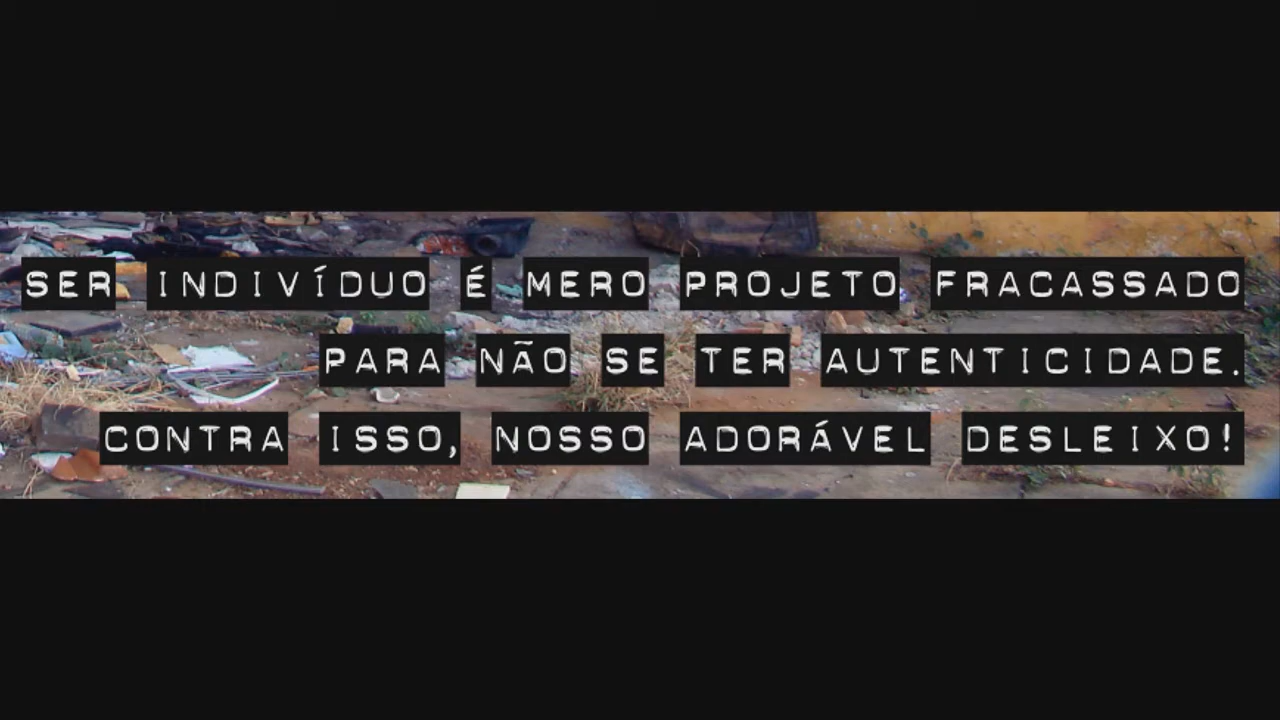 SER INDIVÍDUO É MERO PROJETO FRACASSADO
PARA NÃO SE TER AUTENTICIDADE.
CONTRA ISSO, NOSSO ADORÁVEL DESLEIXO!